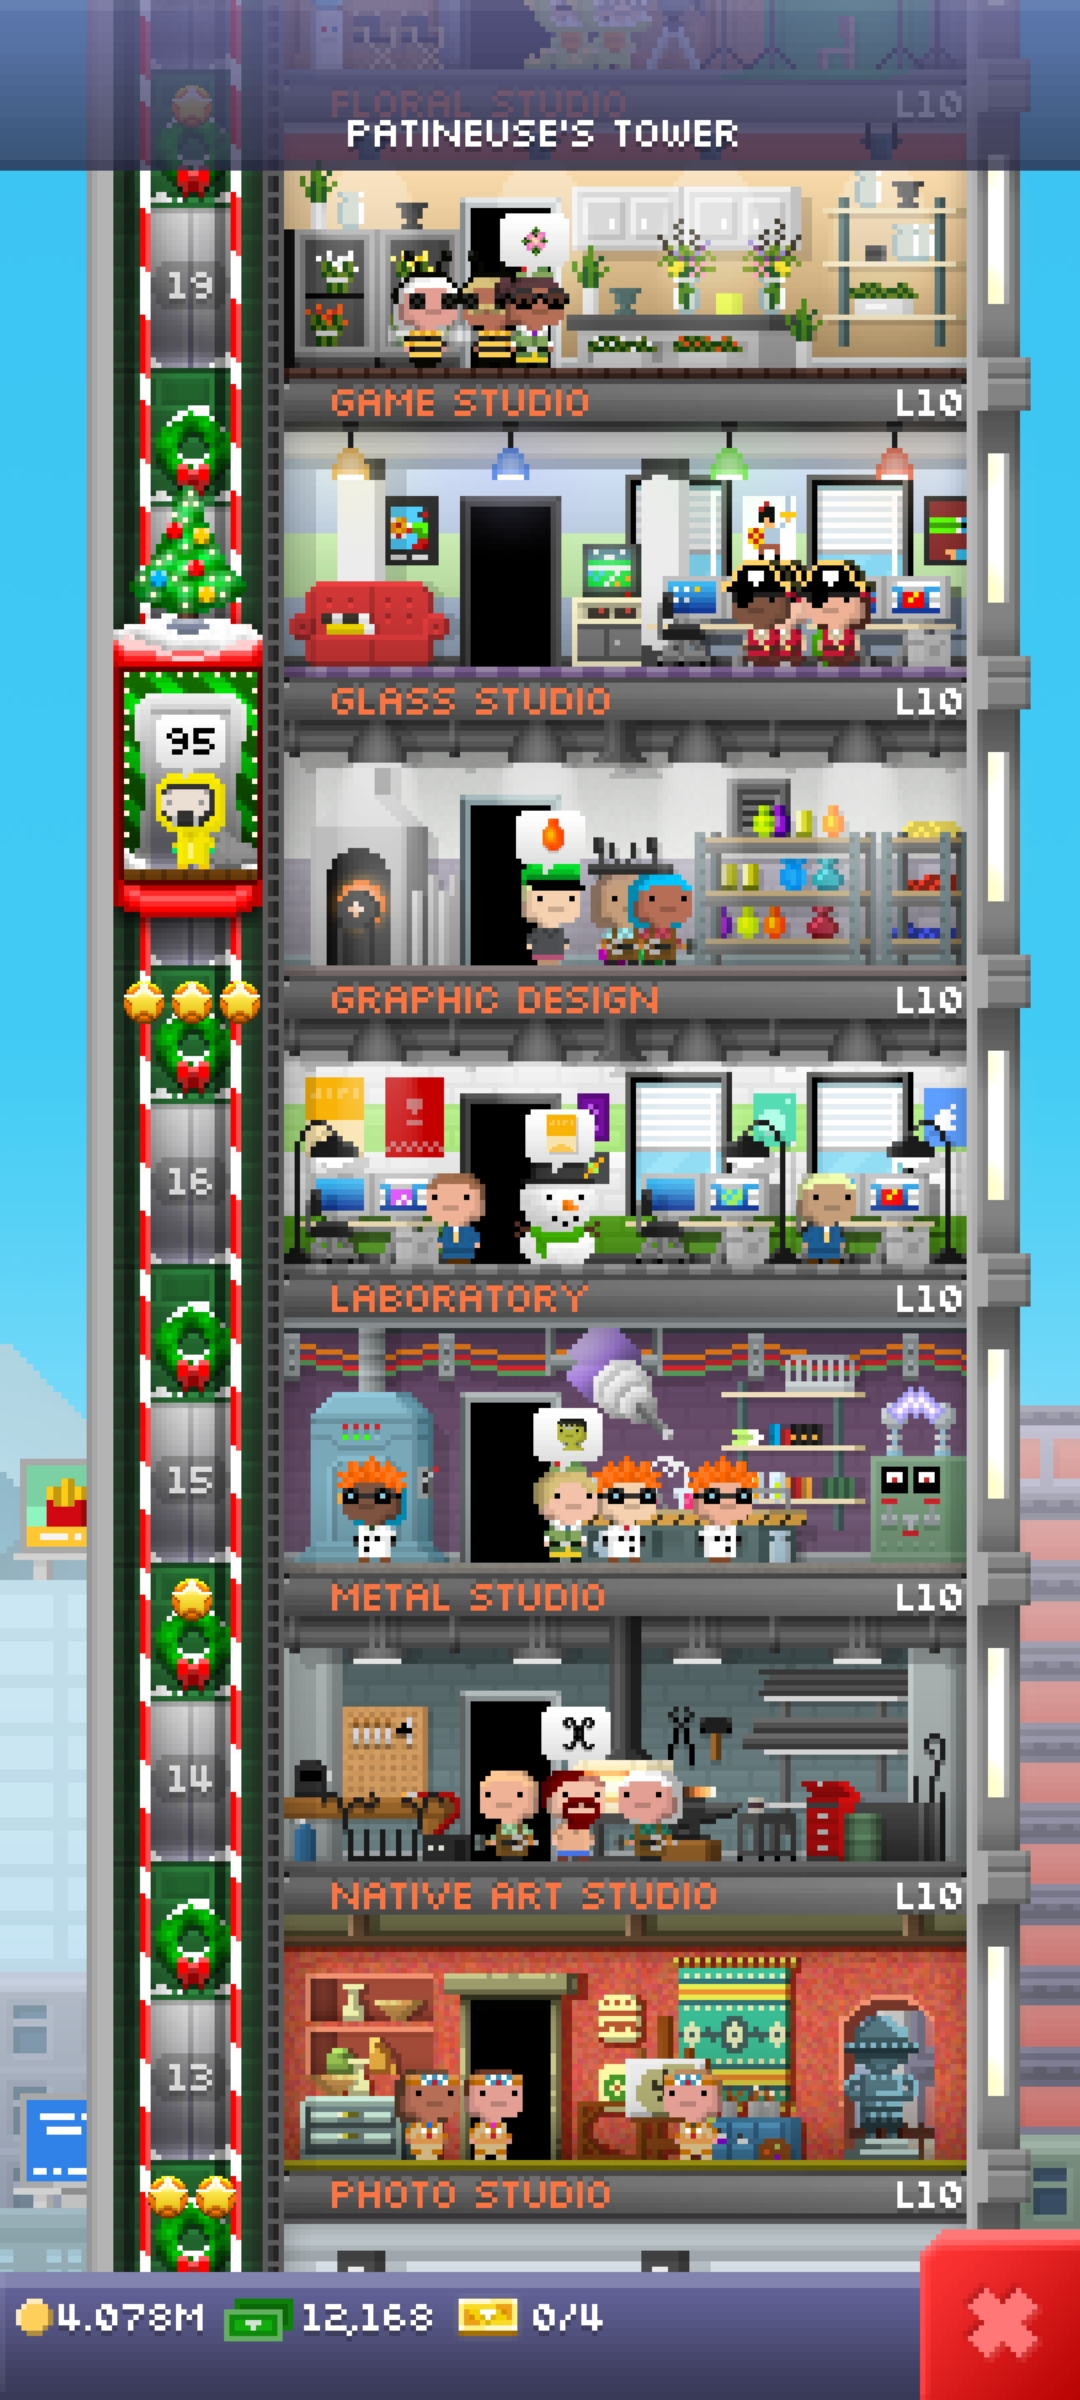 FLORAL STUDIO L10
PATINEUSE'S TOWER
19
GAME STUDIO L10
GLASS STUDIO L10
95
GRAPHIC DESIGN L10
16
LABORATORY L10
15
METAL STUDIO L10
14
NATIVE ART STUDIO L10
13
PHOTO STUDIO L10
4.078M 12,168 0/4